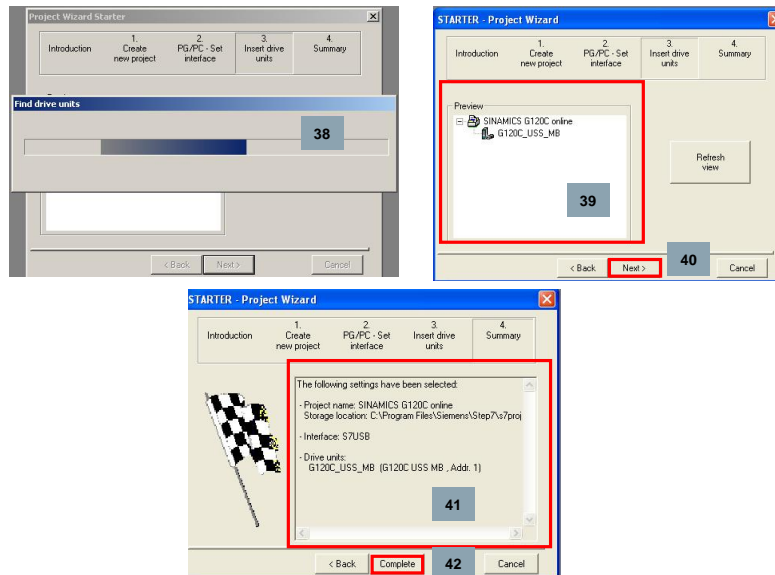 Project Wizard Starter
Introduction
1.
Create
new project
2.
PG/PC - Set
interface
3.
Insert drive
units
4.
Summary
Find drive units
38
< Back
Next >
Cancel
STARTER - Project Wizard
Introduction
1.
Create
new project
2.
PG/PC - Set
interface
3.
Insert drive
units
4.
Summary
Preview
SINAMICS G120C online
G120C_USS_MB
Refresh
view
39
40
< Back
Next >
Cancel
STARTER - Project Wizard
Introduction
1.
Create
new project
2.
PG/PC - Set
interface
3.
Insert drive
units
4.
Summary
The following settings have been selected:
- Project name: SINAMICS G120C online
Storage location: C:\Program Files\Siemens\Step7\s7proj
- Interface: S7USB
- Drive units:
G120C_USS_MB (G120C USS MB , Addr. 1)
41
< Back
Complete
42
Cancel